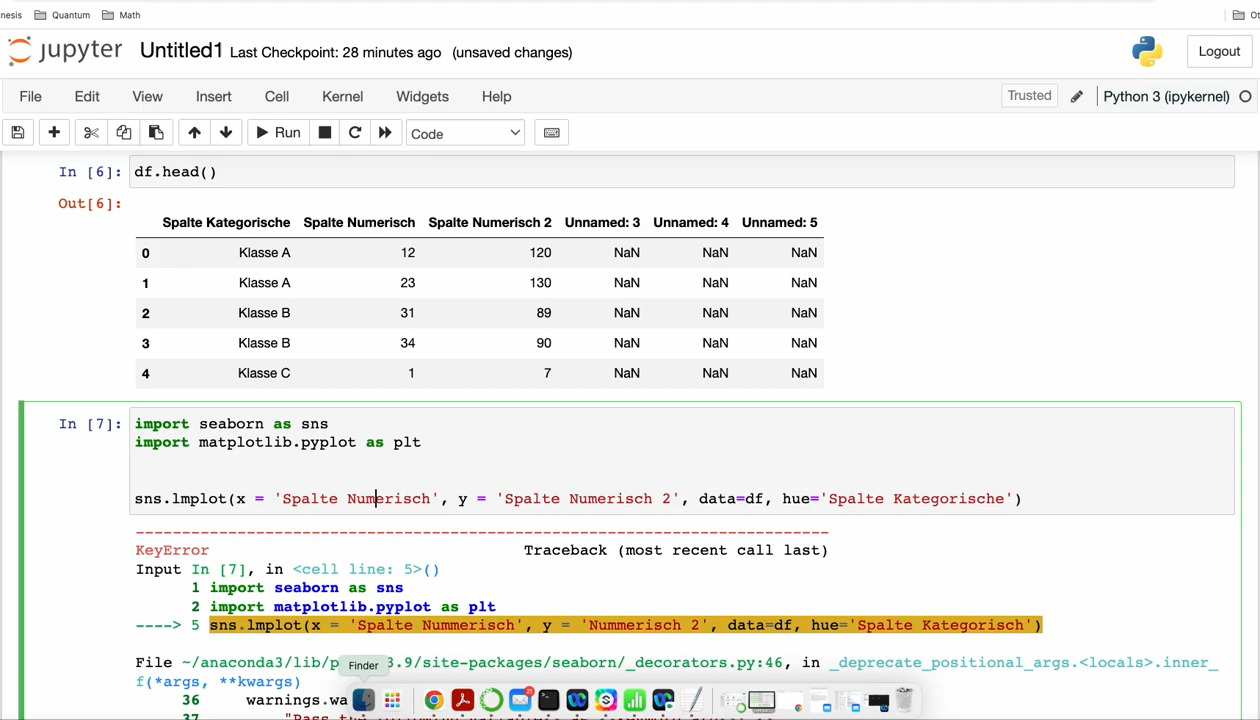 nesis Quantum Math Ot
jupyter Untitled1 Last Checkpoint: 28 minutes ago (unsaved changes) Logout
File Edit View Insert Cell Kernel Widgets Help Trusted Python 3 (ipykernel)
Run Code
In [6]: df.head()
Out[6]:
Spalte Kategorische Spalte Numerisch Spalte Numerisch 2 Unnamed: 3 Unnamed: 4 Unnamed: 5
0 Klasse A 12 120 NaN NaN NaN
1 Klasse A 23 130 NaN NaN NaN
2 Klasse B 31 89 NaN NaN NaN
3 Klasse B 34 90 NaN NaN NaN
4 Klasse C 1 7 NaN NaN NaN
In [7]: import seaborn as sns
import matplotlib.pyplot as plt
sns.lmplot(x = 'Spalte Numerisch', y = 'Spalte Numerisch 2', data=df, hue='Spalte Kategorische')
---------------------------------------------------------------------------
KeyError Traceback (most recent call last)
Input In [7], in <cell line: 5>()
1 import seaborn as sns
2 import matplotlib.pyplot as plt
----> 5 sns.lmplot(x = 'Spalte Nummerisch', y = 'Nummerisch 2', data=df, hue='Spalte Kategorisch')
File ~/anaconda3/lib/p 3.9/site-packages/seaborn/_decorators.py:46, in _deprecate_positional_args.<locals>.inner_
f(*args, **kwargs)
Finder
36 warnings.wa
37